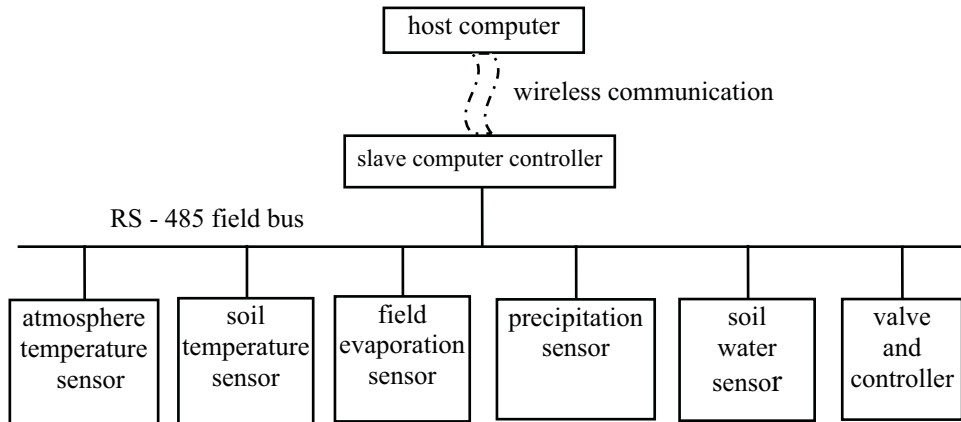 host computer
wireless communication
slave computer controller
RS - 485 field bus
atmosphere
temperature
sensor
soil
temperature
sensor
field
evaporation
sensor
precipitation
sensor
soil
water
sensor
valve
and
controller